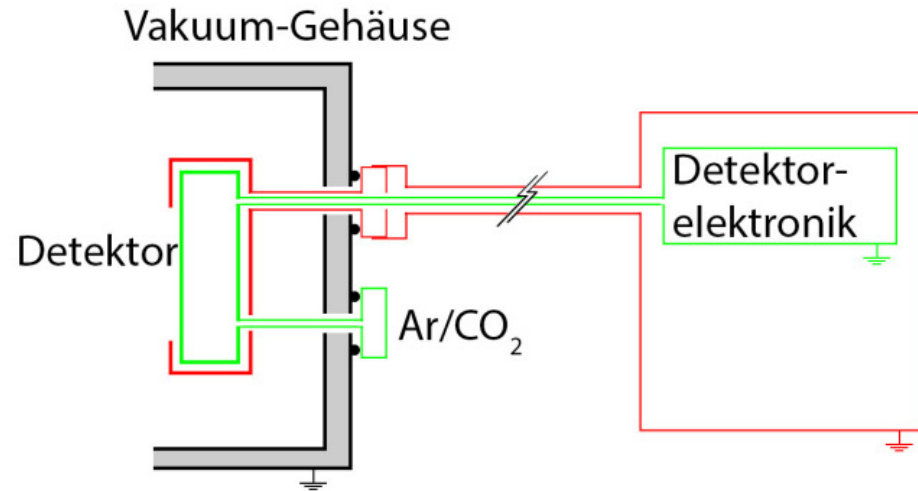 Vakuum-Gehäuse
Detektor-
elektronik
Detektor
Ar/CO₂